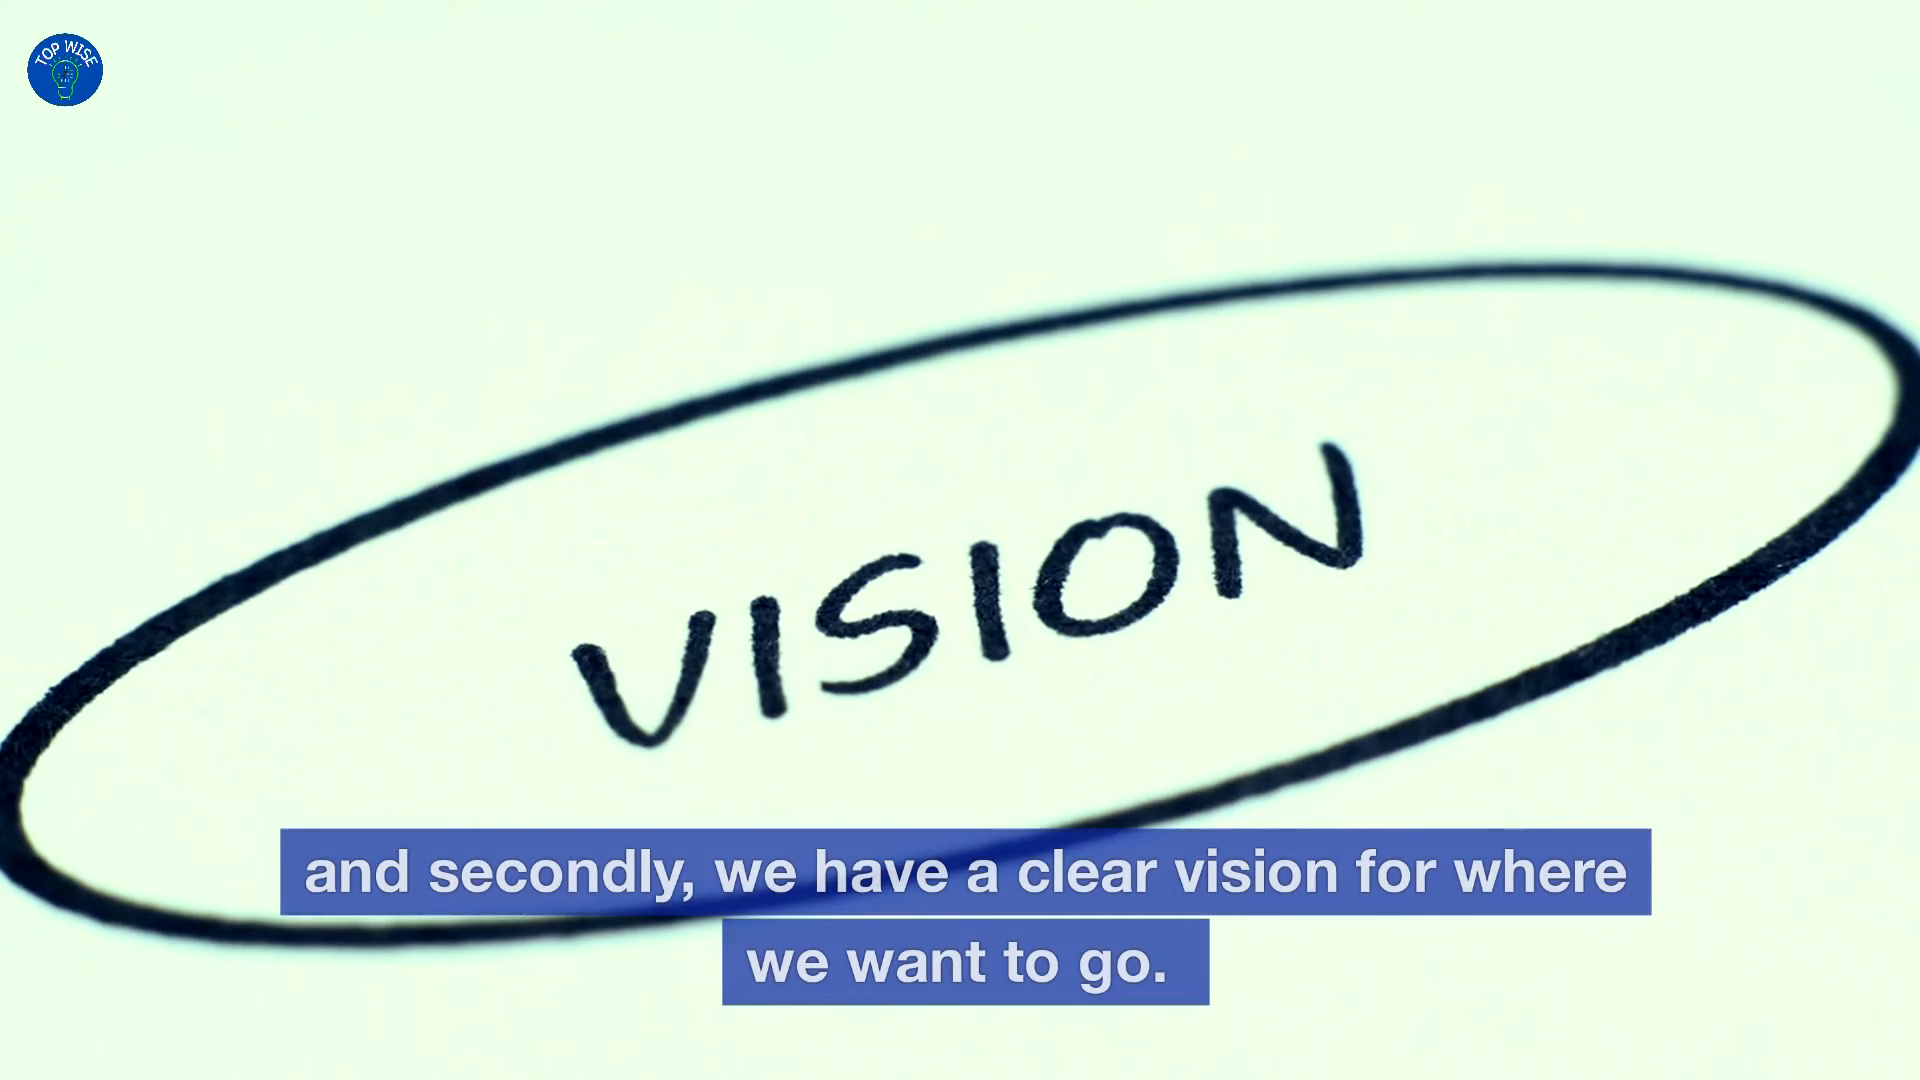 TOP WISE
VISION
and secondly, we have a clear vision for where
we want to go.